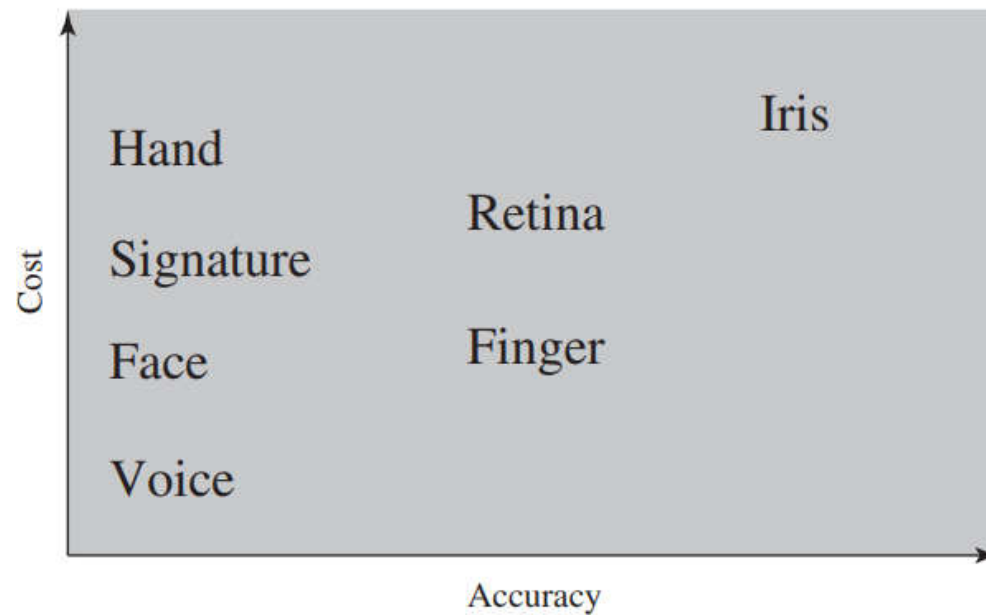 Iris
Hand
Retina
Signature
Finger
Face
Voice
Cost
Accuracy